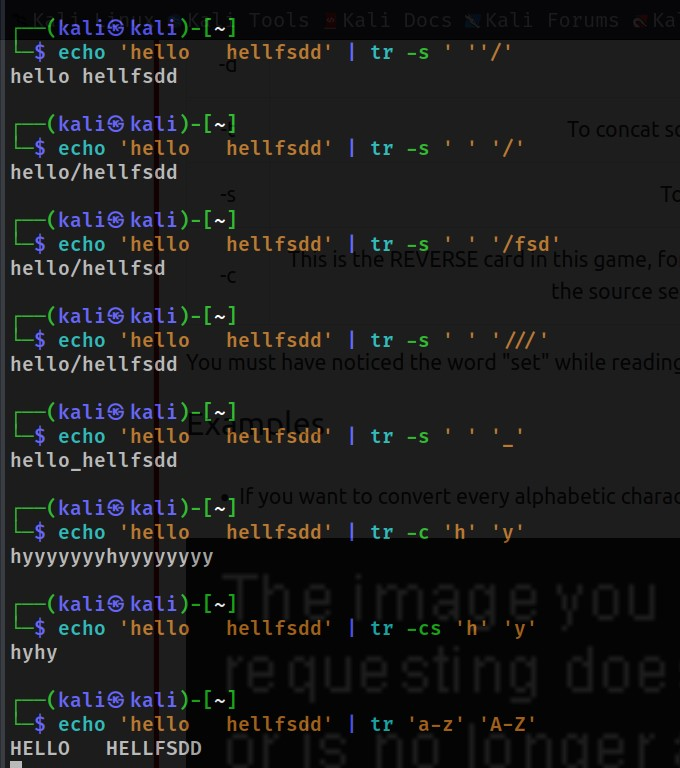 Kali Linux Kali Tools Kali Docs Kali Forums Ka
┌──(kali㉿kali)-[~]
└─$ echo 'hello   hellfsdd' | tr -s ' ''/'
-d
hello hellfsdd
┌──(kali㉿kali)-[~]
To concat so
└─$ echo 'hello   hellfsdd' | tr -s ' ' '/'
hello/hellfsdd
-s
To
┌──(kali㉿kali)-[~]
└─$ echo 'hello   hellfsdd' | tr -s ' ' '/fsd'
This is the REVERSE card in this game, fo
hello/hellfsd
-c
the source se
┌──(kali㉿kali)-[~]
└─$ echo 'hello   hellfsdd' | tr -s ' ' '///'
hello/hellfsdd
You must have noticed the word "set" while reading
┌──(kali㉿kali)-[~]
Examples
└─$ echo 'hello   hellfsdd' | tr -s ' ' '_'
hello_hellfsdd
• If you want to convert every alphabetic charac
┌──(kali㉿kali)-[~]
└─$ echo 'hello   hellfsdd' | tr -c 'h' 'y'
hyyyyyyyhyyyyyyyy
┌──(kali㉿kali)-[~]
The image you
└─$ echo 'hello   hellfsdd' | tr -cs 'h' 'y'
hyhy
requesting doe
┌──(kali㉿kali)-[~]
└─$ echo 'hello   hellfsdd' | tr 'a-z' 'A-Z'
or is no longer a
HELLO   HELLFSDD